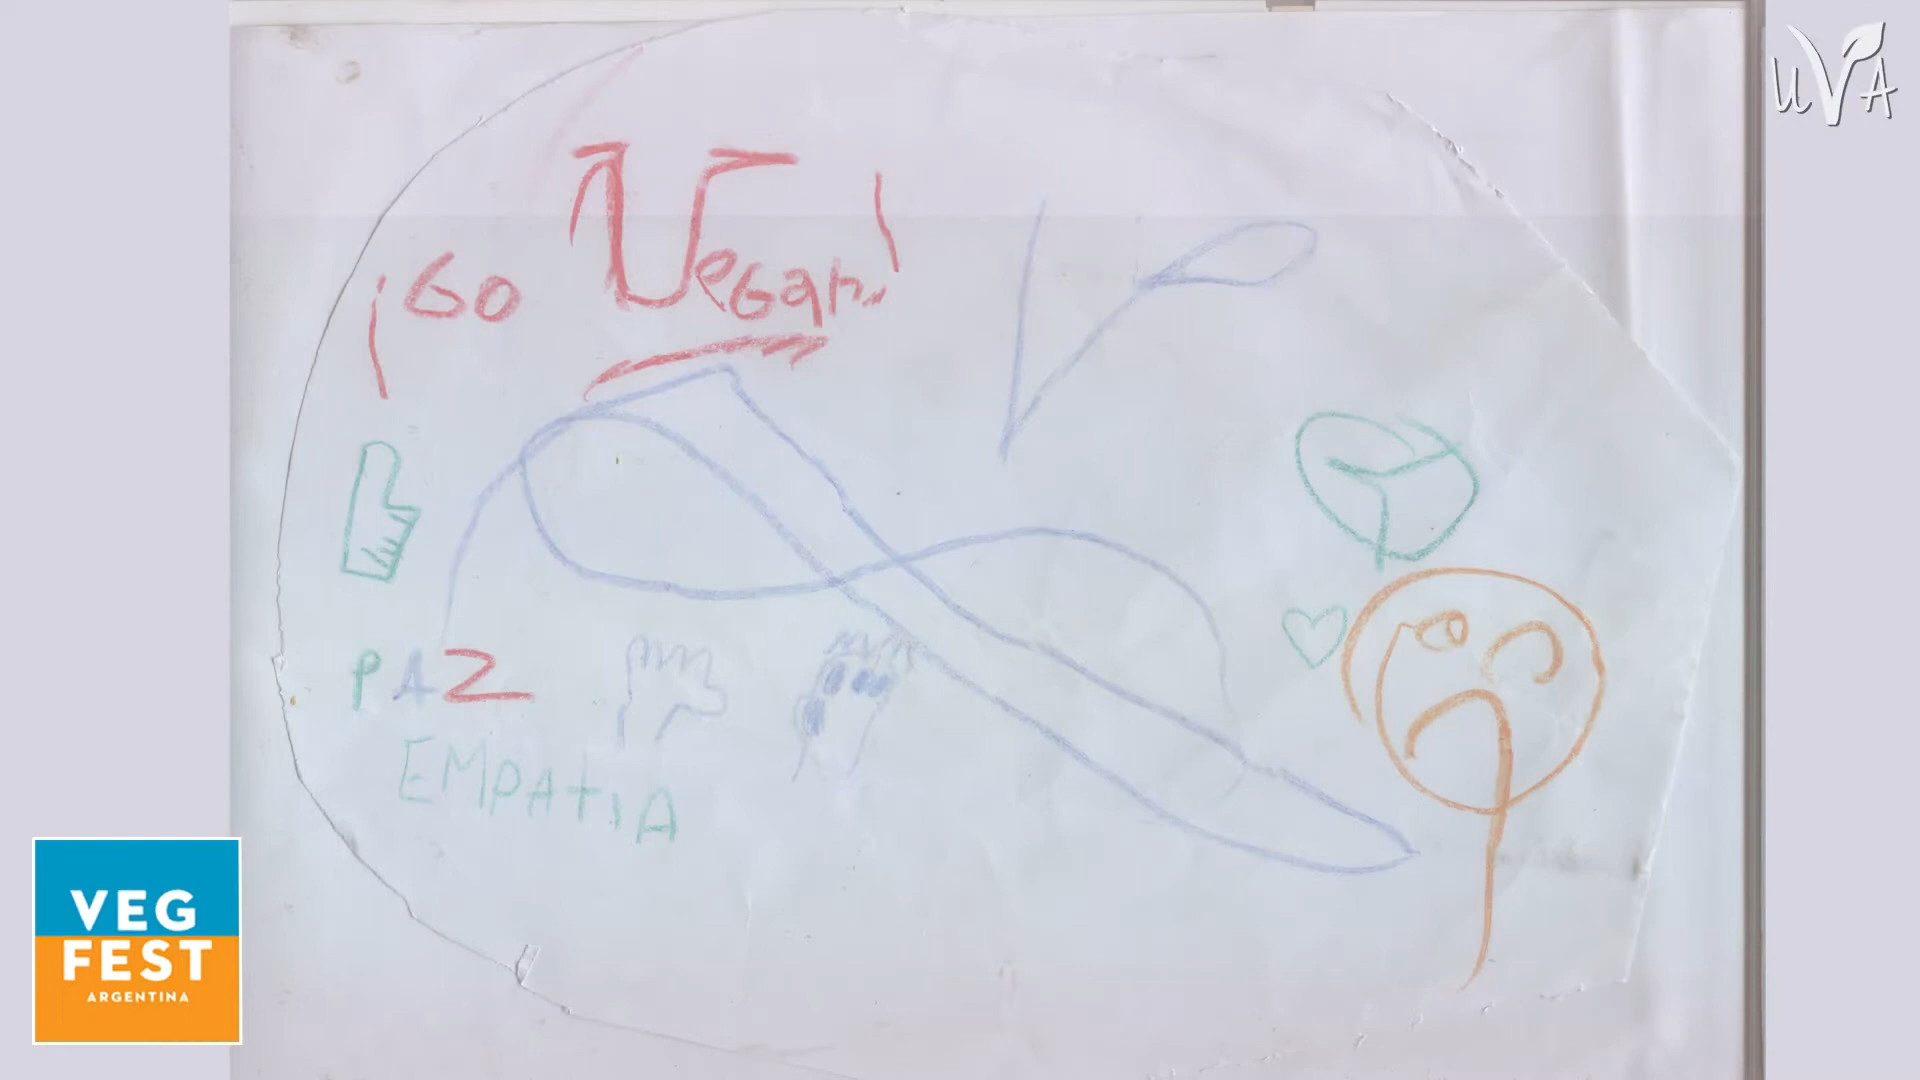 UVA
¡Go Vegan!
PAZ
EMPATIA
VEG
FEST
ARGENTINA